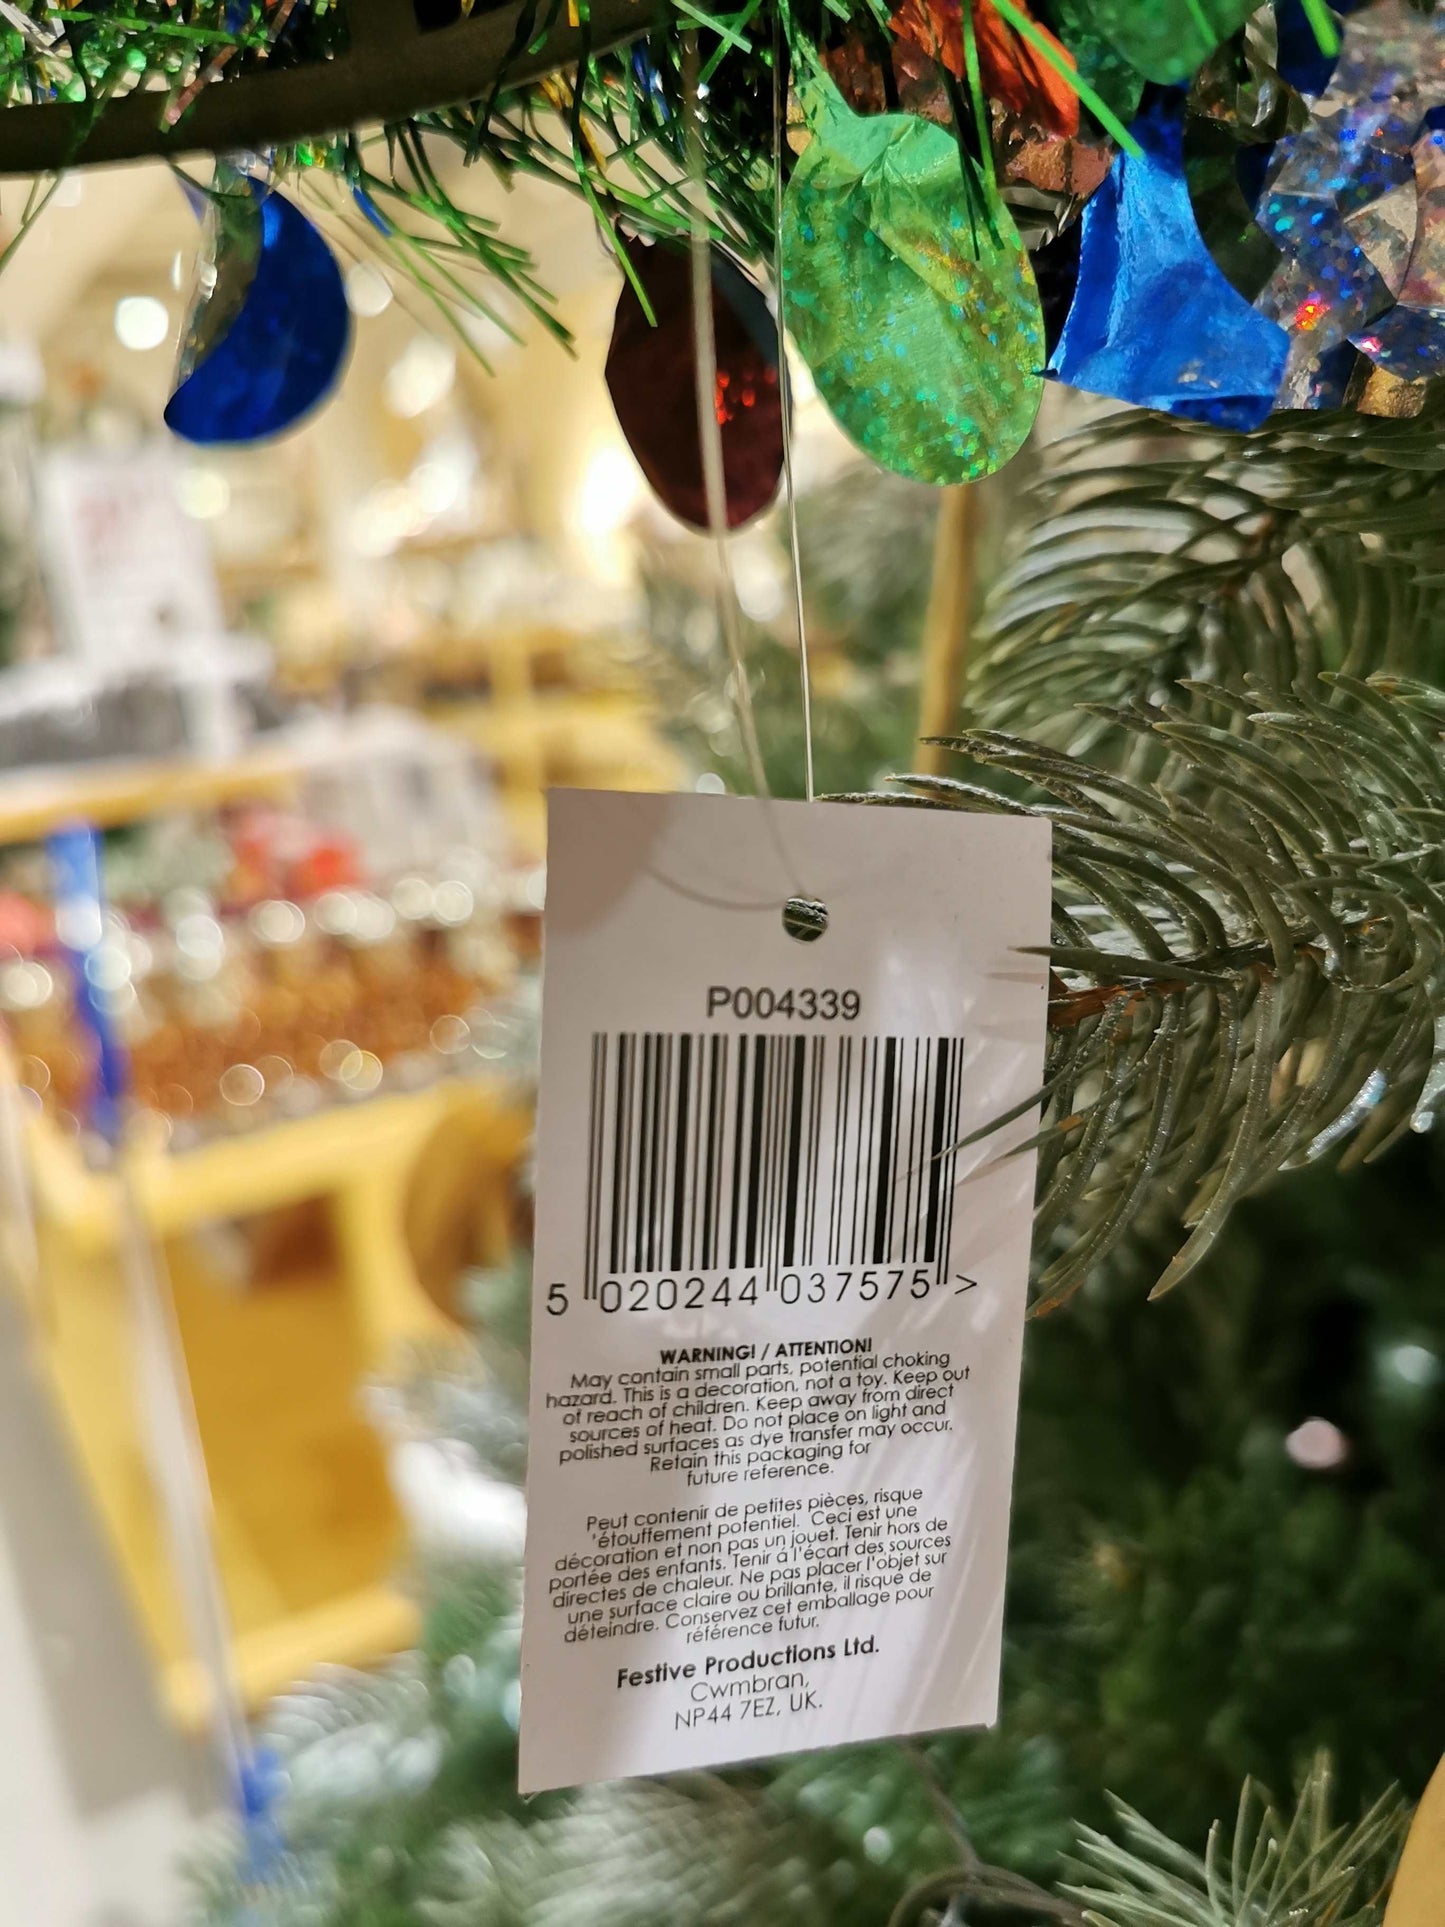 P004339
5 020244 037575 >
WARNING! / ATTENTION!
May contain small parts, potential choking
hazard. This is a decoration, not a toy. Keep out
of reach of children. Keep away from direct
sources of heat. Do not place on light and
polished surfaces as dye transfer may occur.
Retain this packaging for
future reference.
Peut contenir de petites pièces, risque
'étouffement potentiel. Ceci est une
décoration et non pas un jouet. Tenir hors de
portée des enfants. Tenir á l'écart des sources
directes de chaleur. Ne pas placer l'objet sur
une surface claire ou brillante, il risque de
déteindre. Conservez cet emballage pour
référence futur.
Festive Productions Ltd.
Cwmbran,
NP44 7EZ, UK.